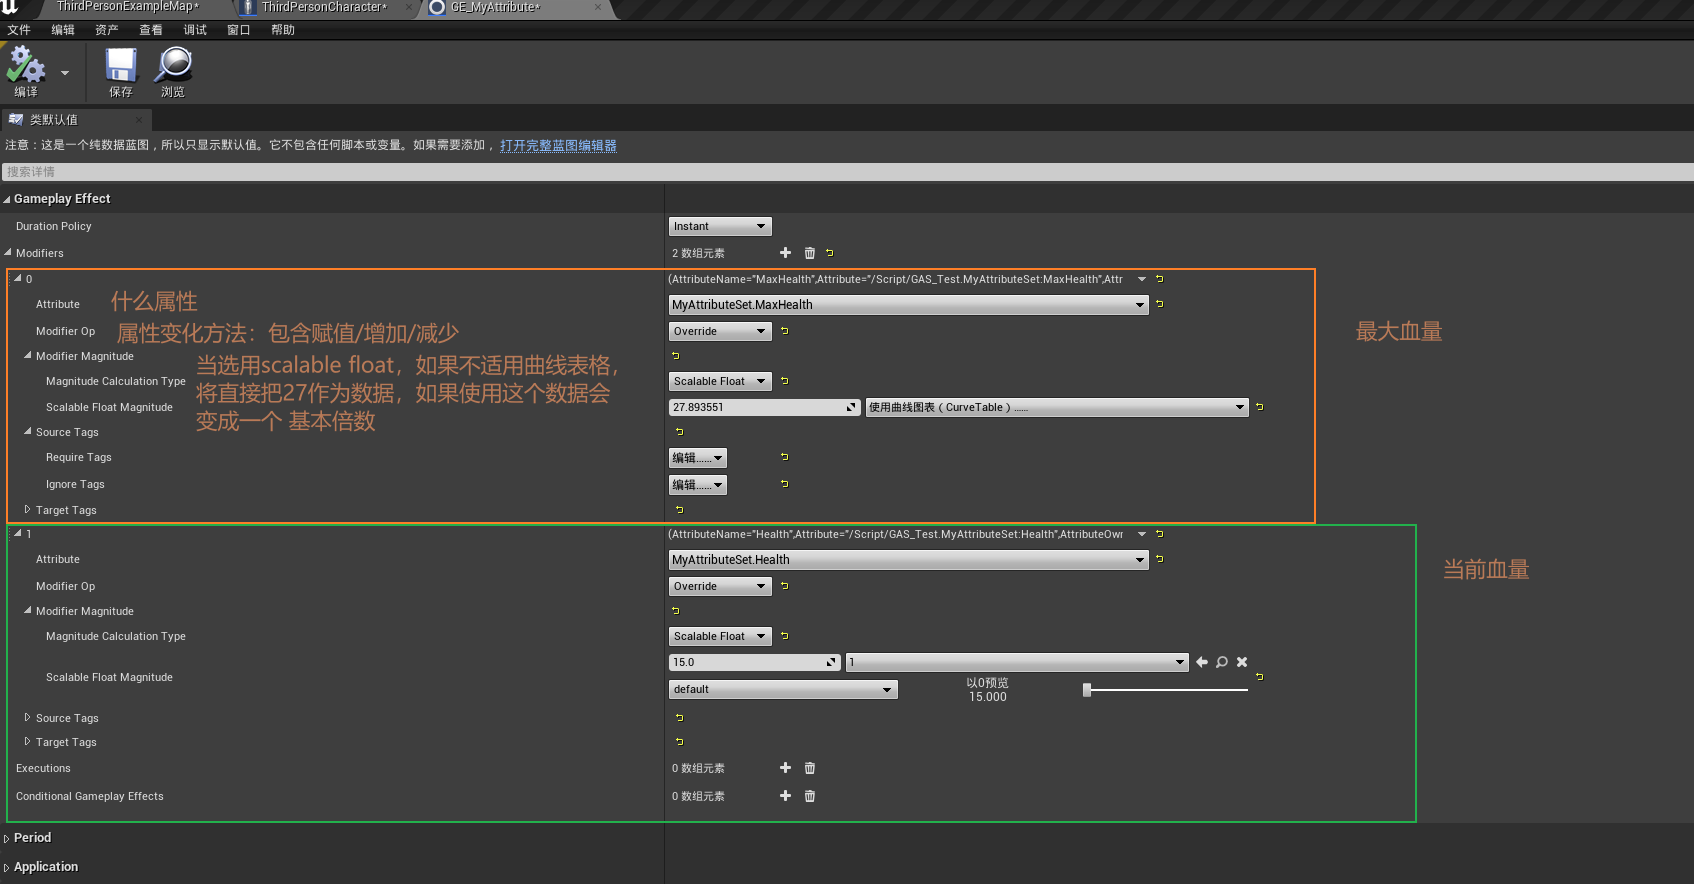 ThirdPersonExampleMap* ThirdPersonCharacter* GE_MyAttribute*
文件 编辑 资产 查看 调试 窗口 帮助
编译 保存 浏览
类默认值
注意：这是一个纯数据蓝图，所以只显示默认值。它不包含任何脚本或变量。如果需要添加，打开完整蓝图编辑器
搜索详情
Gameplay Effect
Duration Policy Instant
Modifiers 2 数组元素
0 (AttributeName="MaxHealth",Attribute="/Script/GAS_Test.MyAttributeSet:MaxHealth",Attr
Attribute 什么属性 MyAttributeSet.MaxHealth
Modifier Op 属性变化方法：包含赋值/增加/减少 Override 最大血量
Modifier Magnitude 当选用scalable float，如果不适用曲线表格，
Magnitude Calculation Type 将直接把27作为数据，如果使用这个数据会 Scalable Float
Scalable Float Magnitude 变成一个 基本倍数 27.893551 使用曲线图表（CurveTable）......
Source Tags
Require Tags 编辑......
Ignore Tags 编辑......
Target Tags
1 (AttributeName="Health",Attribute="/Script/GAS_Test.MyAttributeSet:Health",AttributeOwr
Attribute MyAttributeSet.Health 当前血量
Modifier Op Override
Modifier Magnitude
Magnitude Calculation Type Scalable Float
15.0 1
Scalable Float Magnitude default 以0预览
15.000
Source Tags
Target Tags
Executions 0 数组元素
Conditional Gameplay Effects 0 数组元素
Period
Application